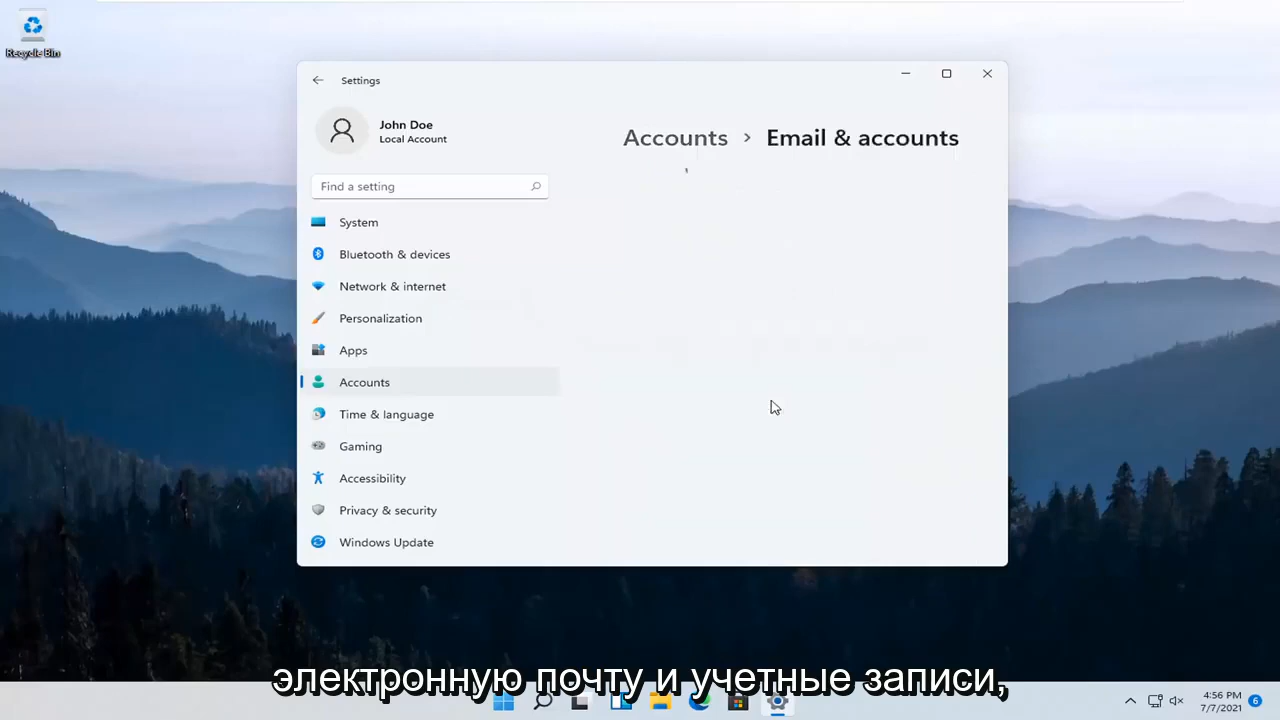 Recycle Bin
Settings
John Doe
Local Account
Accounts > Email & accounts
Find a setting
System
Bluetooth & devices
Network & internet
Personalization
Apps
Accounts
Time & language
Gaming
Accessibility
Privacy & security
Windows Update
электронную почту и учетные записи,
4:56 PM
7/7/2021
6